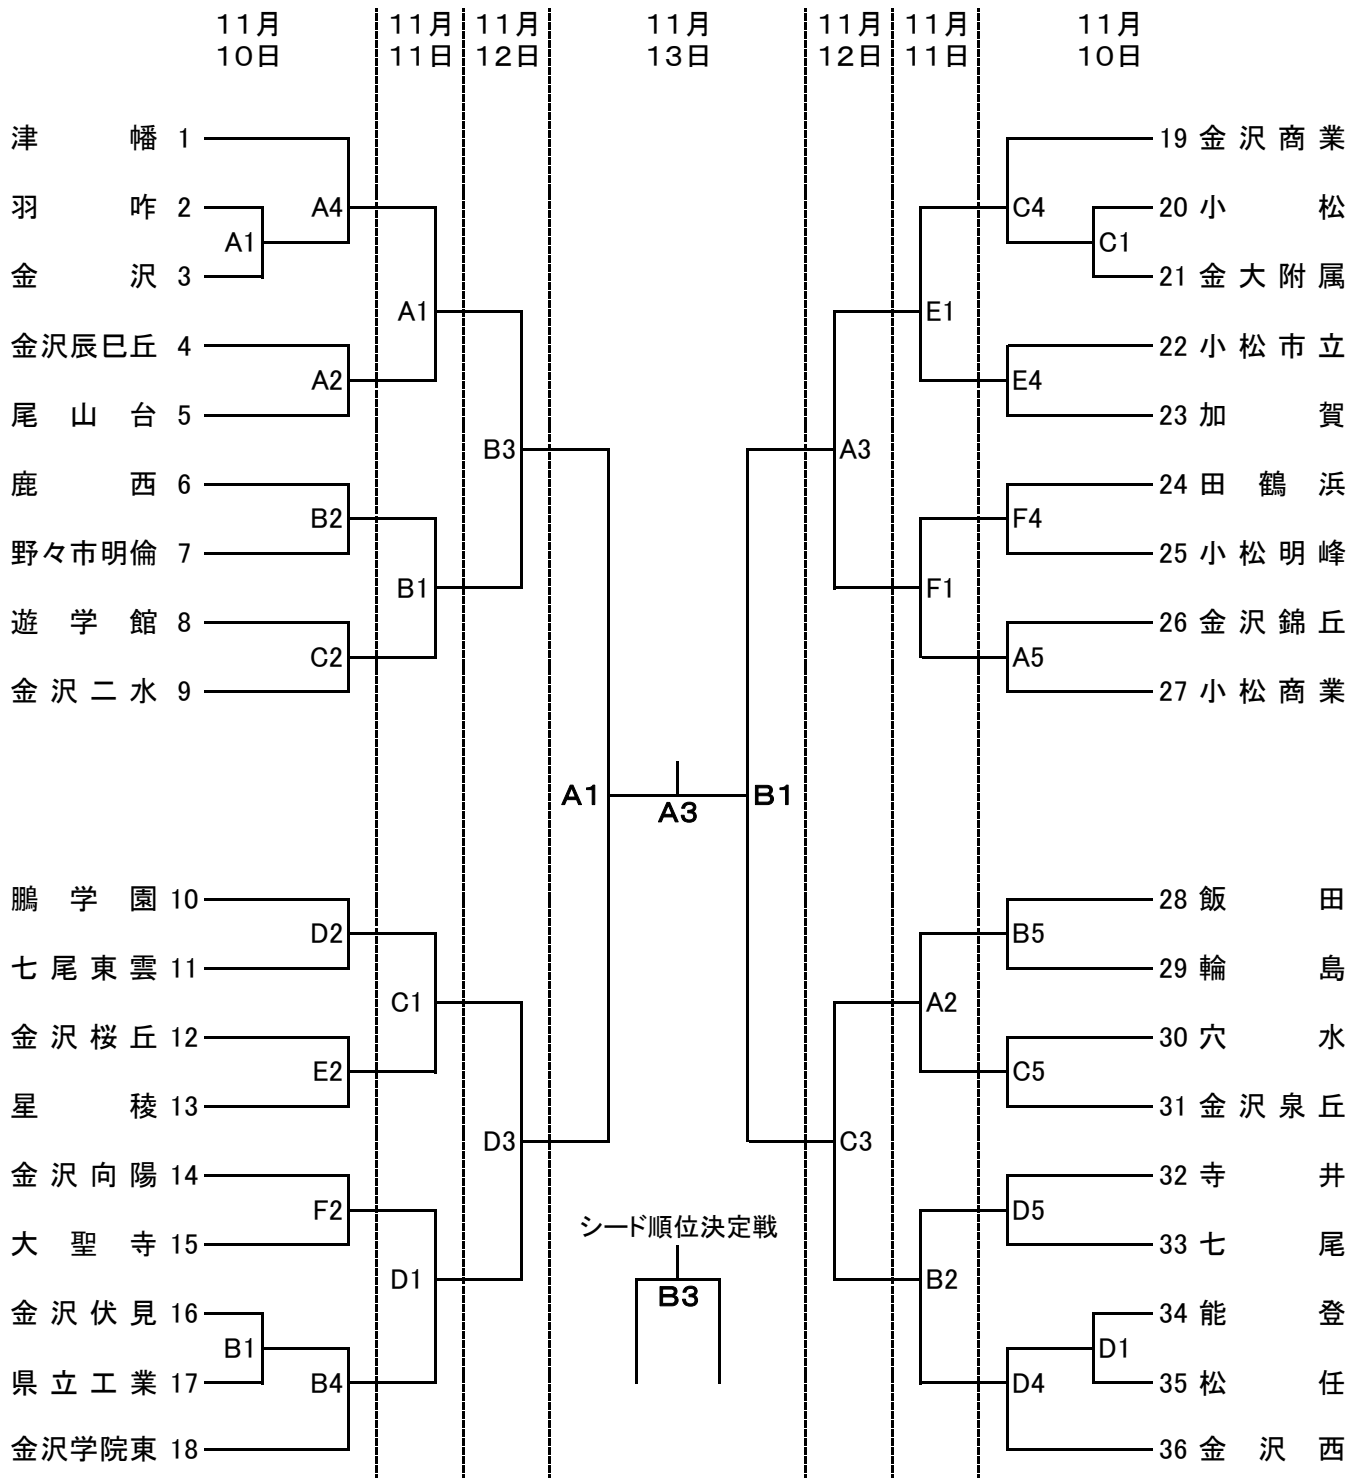 11月 11月 11月 11月 11月 11月 11月
10日 11日 12日 13日 12日 11日 10日
津幡 1 19 金沢商業
羽咋 2 A4 C4 20 小松
A1 C1
金沢 3 21 金大附属
A1 E1
金沢辰巳丘 4 22 小松市立
A2 E4
尾山台 5 23 加賀
B3 A3
鹿西 6 24 田鶴浜
B2 F4
野々市明倫 7 25 小松明峰
B1 F1
遊学館 8 26 金沢錦丘
C2 A5
金沢二水 9 27 小松商業
A1 B1
A3
鵬学園 10 28 飯田
D2 B5
七尾東雲 11 29 輪島
C1 A2
金沢桜丘 12 30 穴水
E2 C5
星稜 13 31 金沢泉丘
D3 C3
金沢向陽 14 32 寺井
F2 D5
シード順位決定戦
大聖寺 15 33 七尾
D1 B2
B3
金沢伏見 16 34 能登
B1 D1
県立工業 17 B4 D4 35 松任
金沢学院東 18 36 金沢西